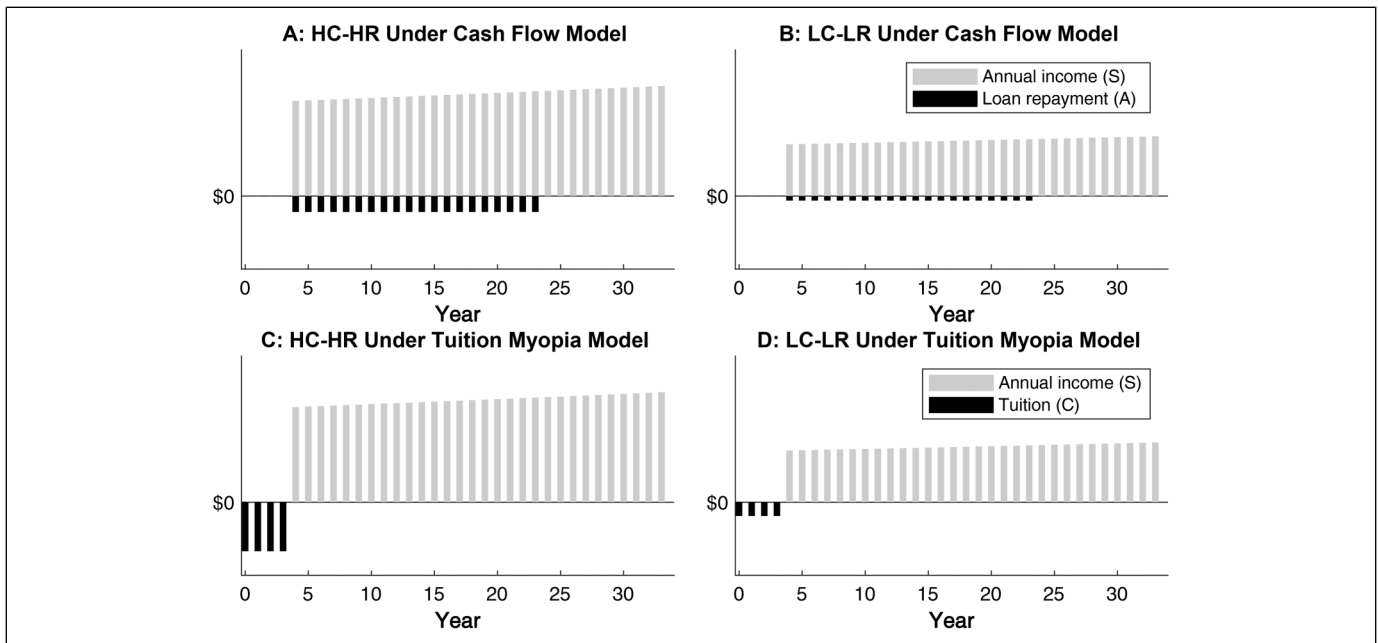 A: HC-HR Under Cash Flow Model
$0
0 5 10 15 20 25 30
Year
B: LC-LR Under Cash Flow Model
Annual income (S)
Loan repayment (A)
$0
0 5 10 15 20 25 30
Year
C: HC-HR Under Tuition Myopia Model
$0
0 5 10 15 20 25 30
Year
D: LC-LR Under Tuition Myopia Model
Annual income (S)
Tuition (C)
$0
0 5 10 15 20 25 30
Year